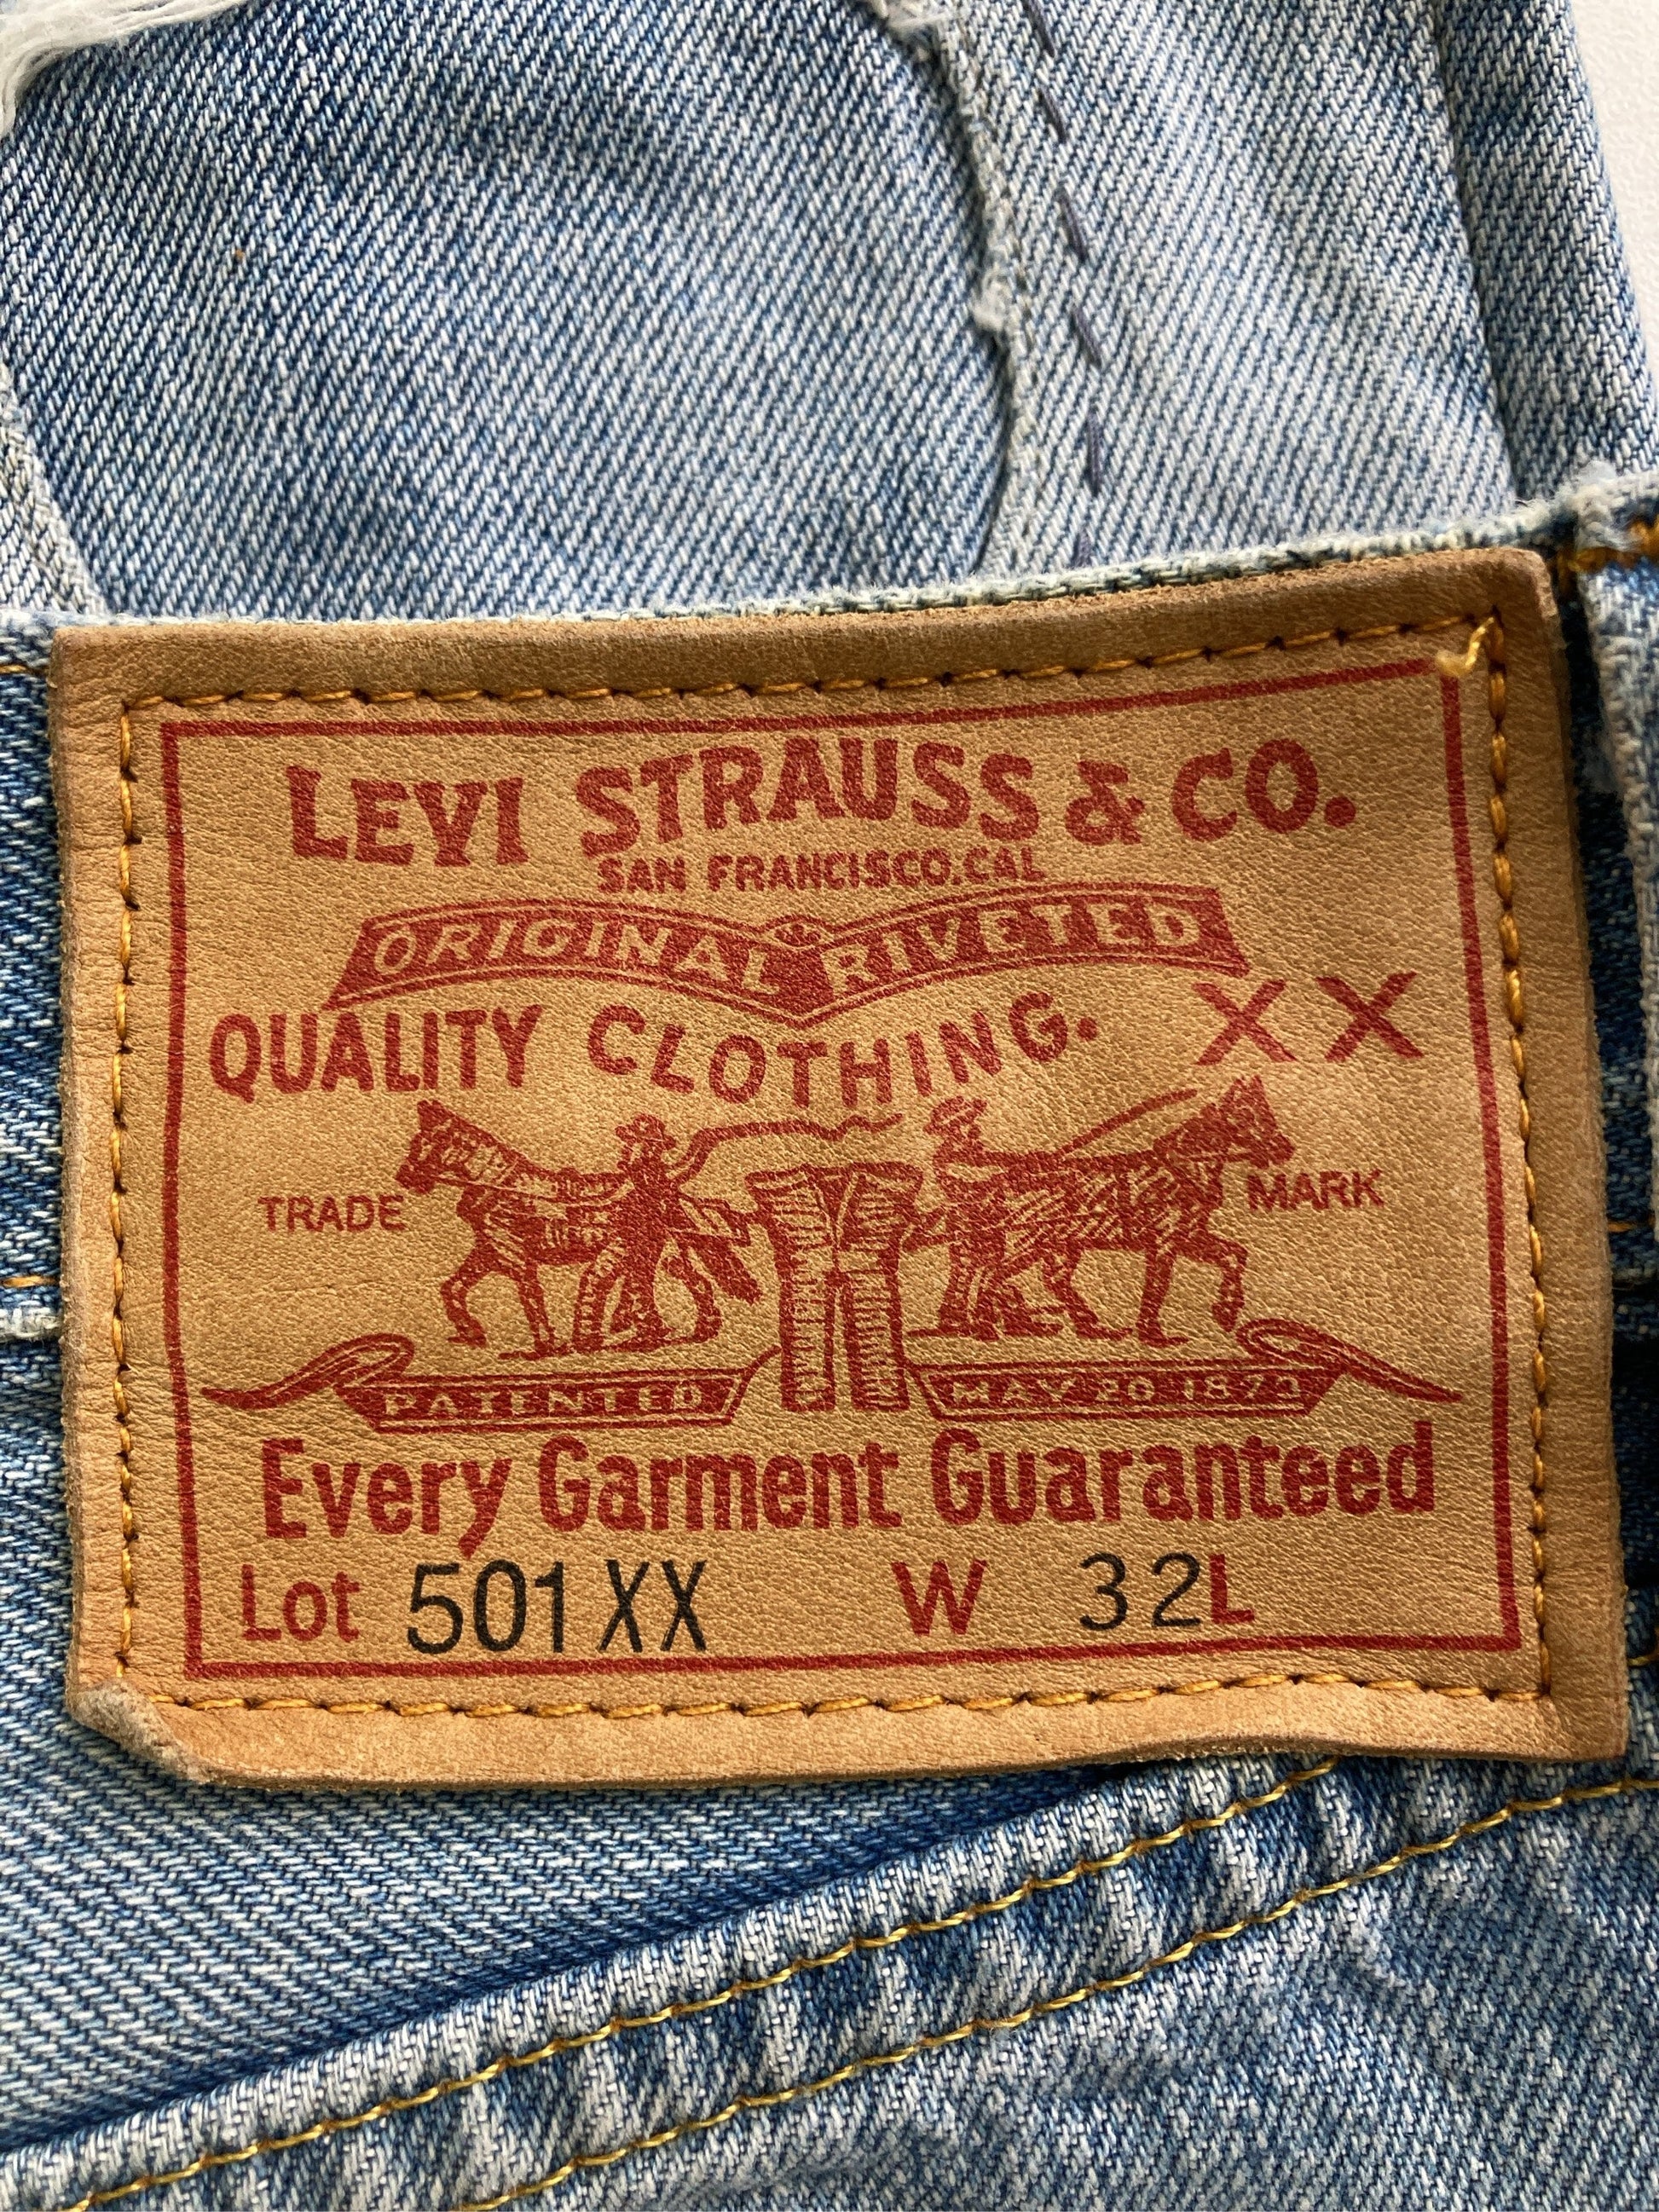 LEVI STRAUSS & CO.
SAN FRANCISCO, CAL
ORIGINAL RIVETED
QUALITY CLOTHING. XX
TRADE MARK
PATENTED MAY 20 1873
Every Garment Guaranteed
Lot 501XX W 32 L